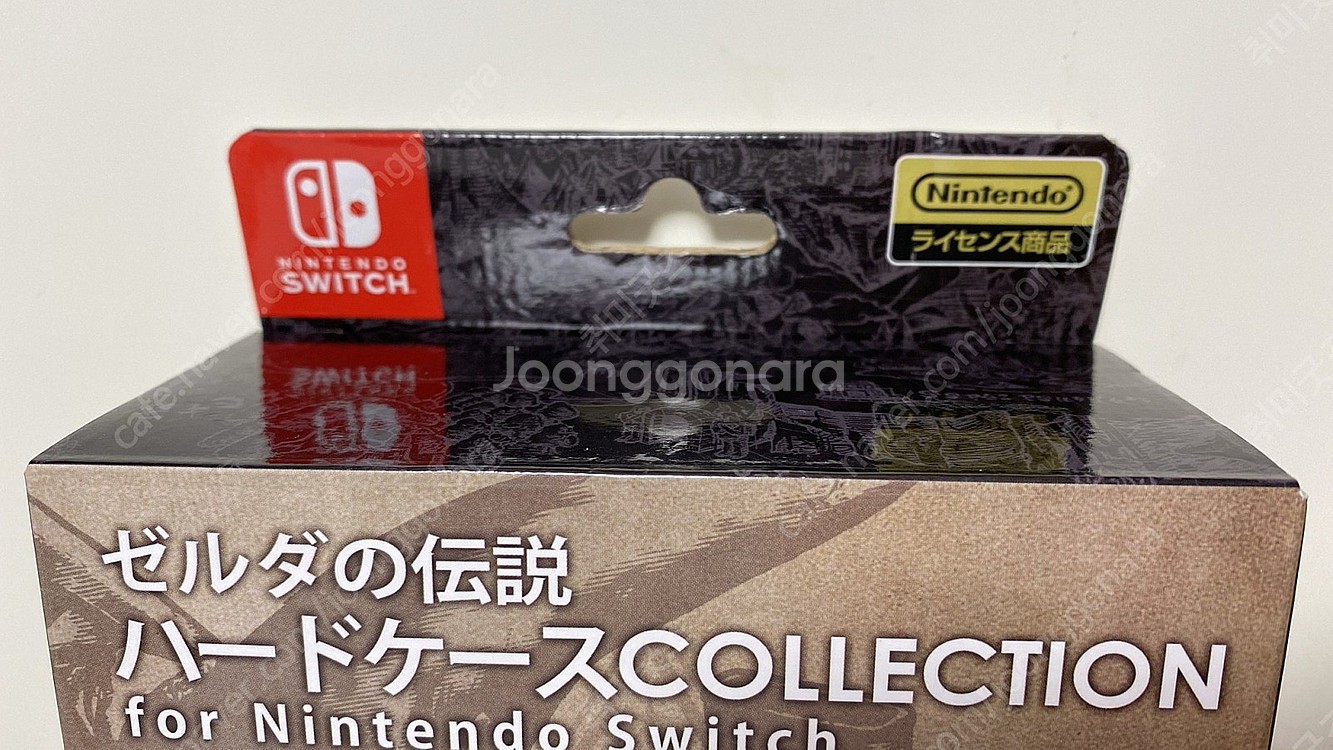 NINTENDO
SWITCH
Nintendo
ライセンス商品
Joonggonara
ゼルダの伝説
ハードケースCOLLECTION
for Nintendo Switch